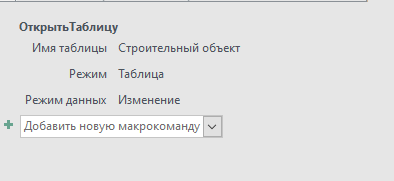 ОткрытьТаблицу
Имя таблицы Строительный объект
Режим Таблица
Режим данных Изменение
Добавить новую макрокоманду